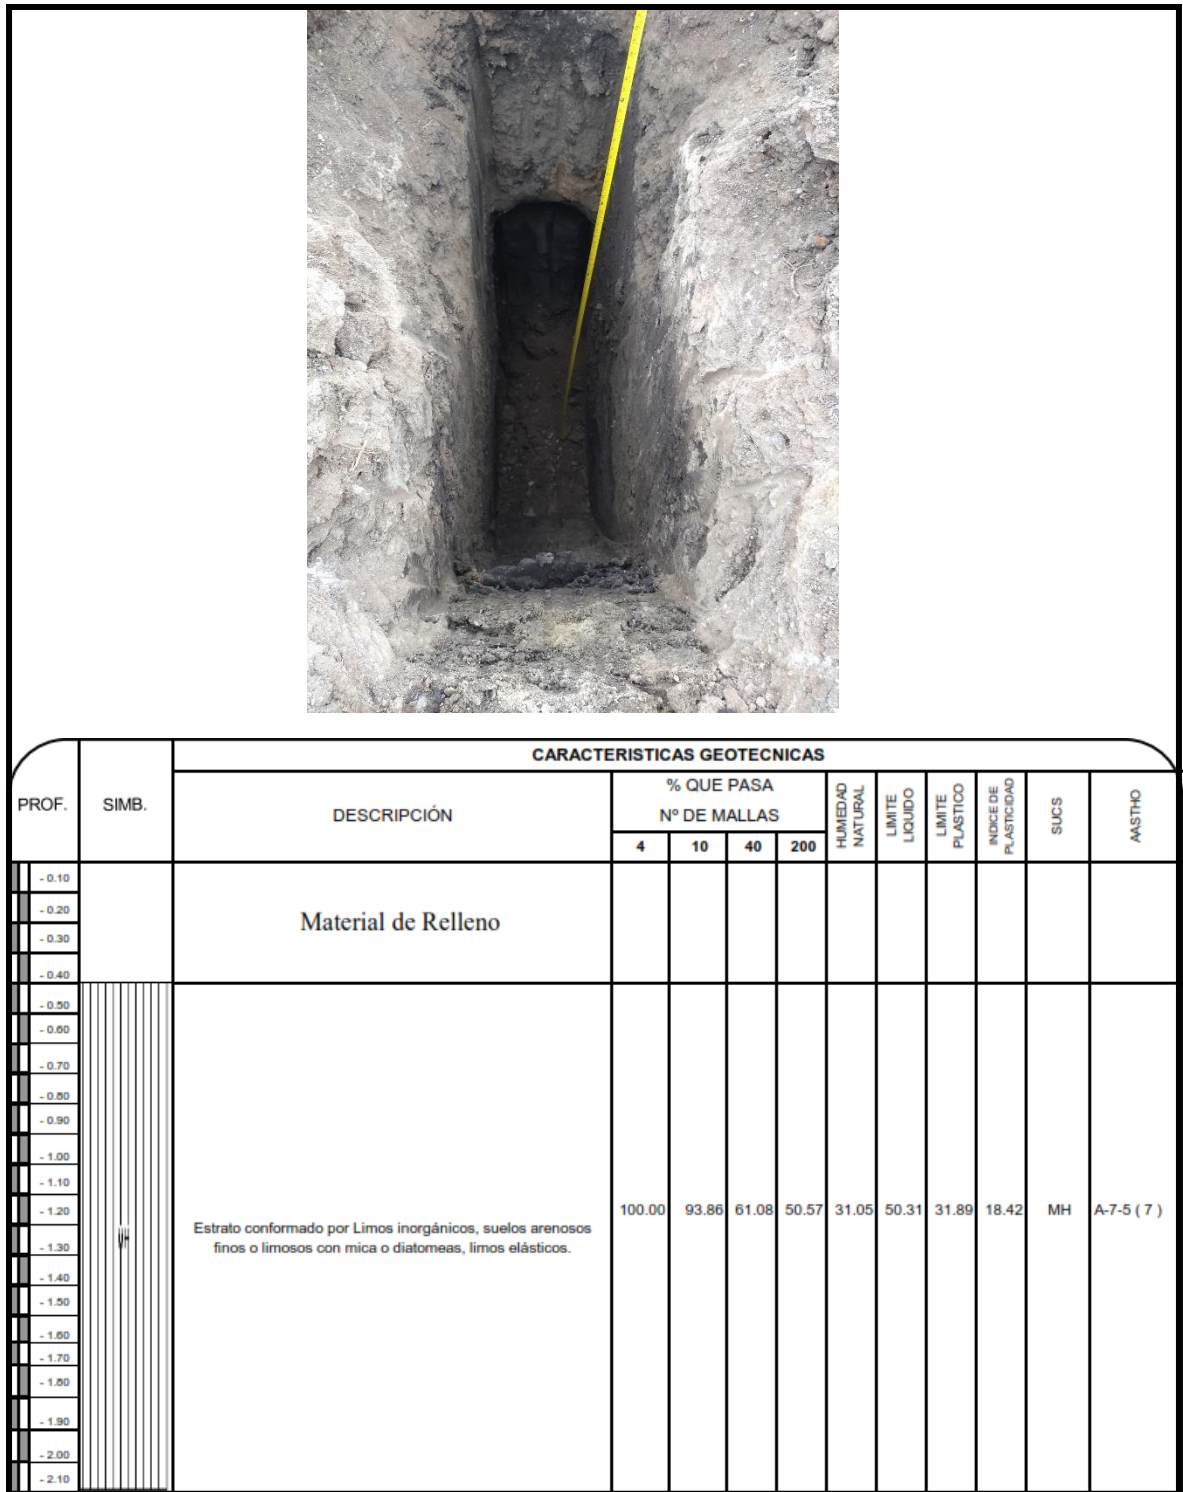 CARACTERISTICAS GEOTECNICAS
PROF.
SIMB.
DESCRIPCIÓN
% QUE PASA
Nº DE MALLAS
4 10 40 200
HUMEDAD
NATURAL
LIMITE
LIQUIDO
LIMITE
PLASTICO
INDICE DE
PLASTICIDAD
SUCS
AASTHO
- 0.10
- 0.20
- 0.30
- 0.40
Material de Relleno
- 0.50
- 0.60
- 0.70
- 0.80
- 0.90
- 1.00
- 1.10
- 1.20
- 1.30
- 1.40
- 1.50
- 1.60
- 1.70
- 1.80
- 1.90
- 2.00
- 2.10
Estrato conformado por Limos inorgánicos, suelos arenosos
finos o limosos con mica o diatomeas, limos elásticos.
100.00 93.86 61.08 50.57 31.05 50.31 31.89 18.42 MH A-7-5 ( 7 )